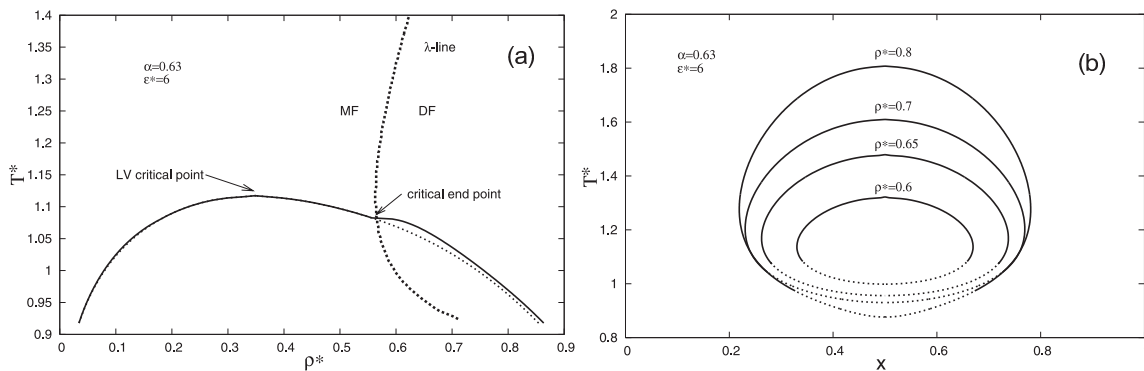 1.4
1.35
1.3
1.25
1.2
1.15
1.1
1.05
1
0.95
0.9
T*
0 0.1 0.2 0.3 0.4 0.5 0.6 0.7 0.8 0.9
ρ*
α=0.63
ε*=6
λ-line
(a)
MF DF
LV critical point
critical end point
2
1.8
1.6
1.4
1.2
1
0.8
T*
0 0.2 0.4 0.6 0.8
x
α=0.63
ε*=6
(b)
ρ*=0.8
ρ*=0.7
ρ*=0.65
ρ*=0.6